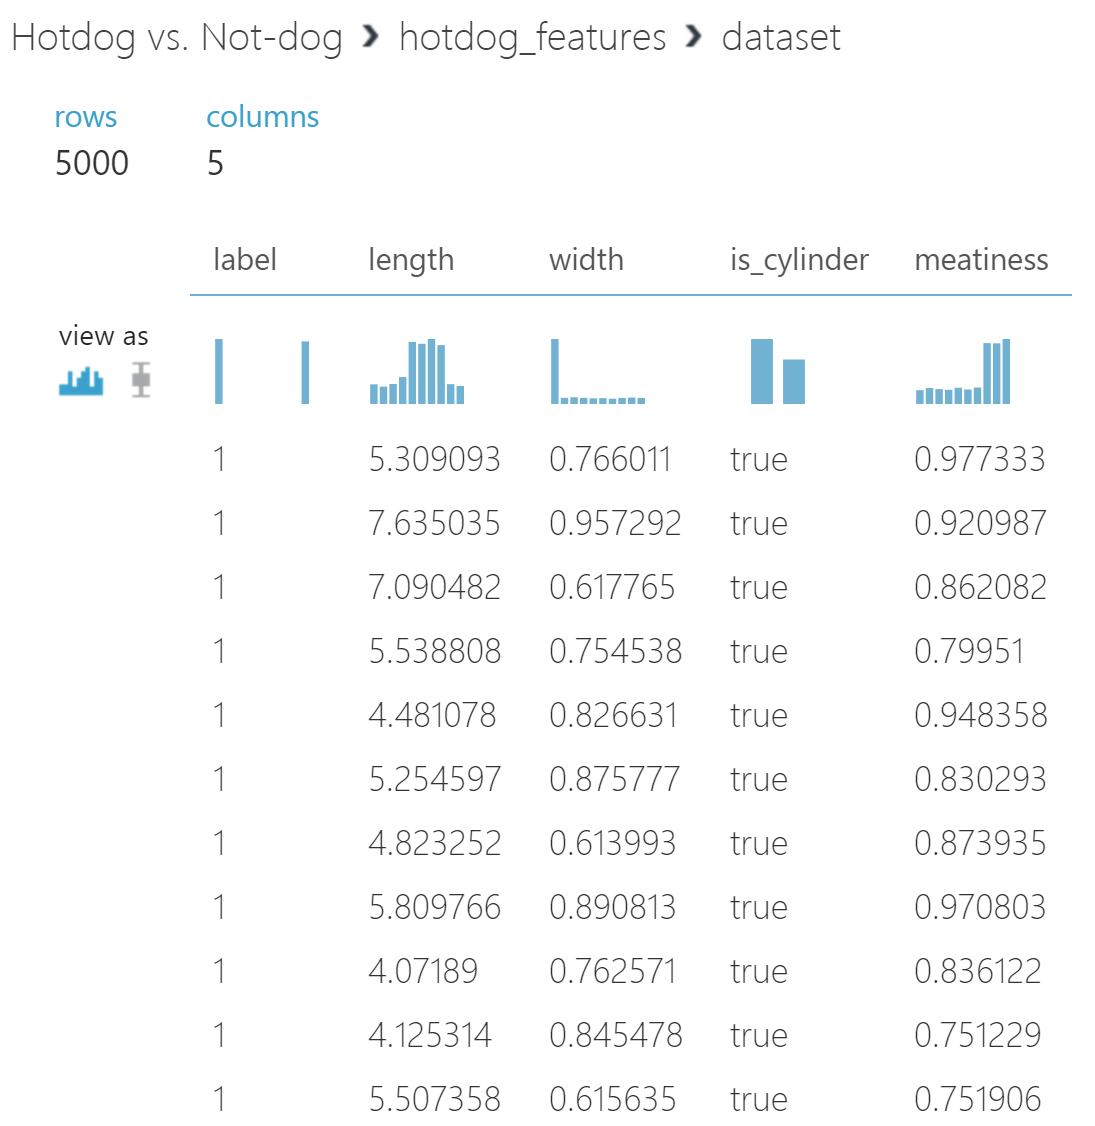 Hotdog vs. Not-dog > hotdog_features > dataset
rows columns
5000 5
label length width is_cylinder meatiness
view as
1 5.309093 0.766011 true 0.977333
1 7.635035 0.957292 true 0.920987
1 7.090482 0.617765 true 0.862082
1 5.538808 0.754538 true 0.79951
1 4.481078 0.826631 true 0.948358
1 5.254597 0.875777 true 0.830293
1 4.823252 0.613993 true 0.873935
1 5.809766 0.890813 true 0.970803
1 4.07189 0.762571 true 0.836122
1 4.125314 0.845478 true 0.751229
1 5.507358 0.615635 true 0.751906